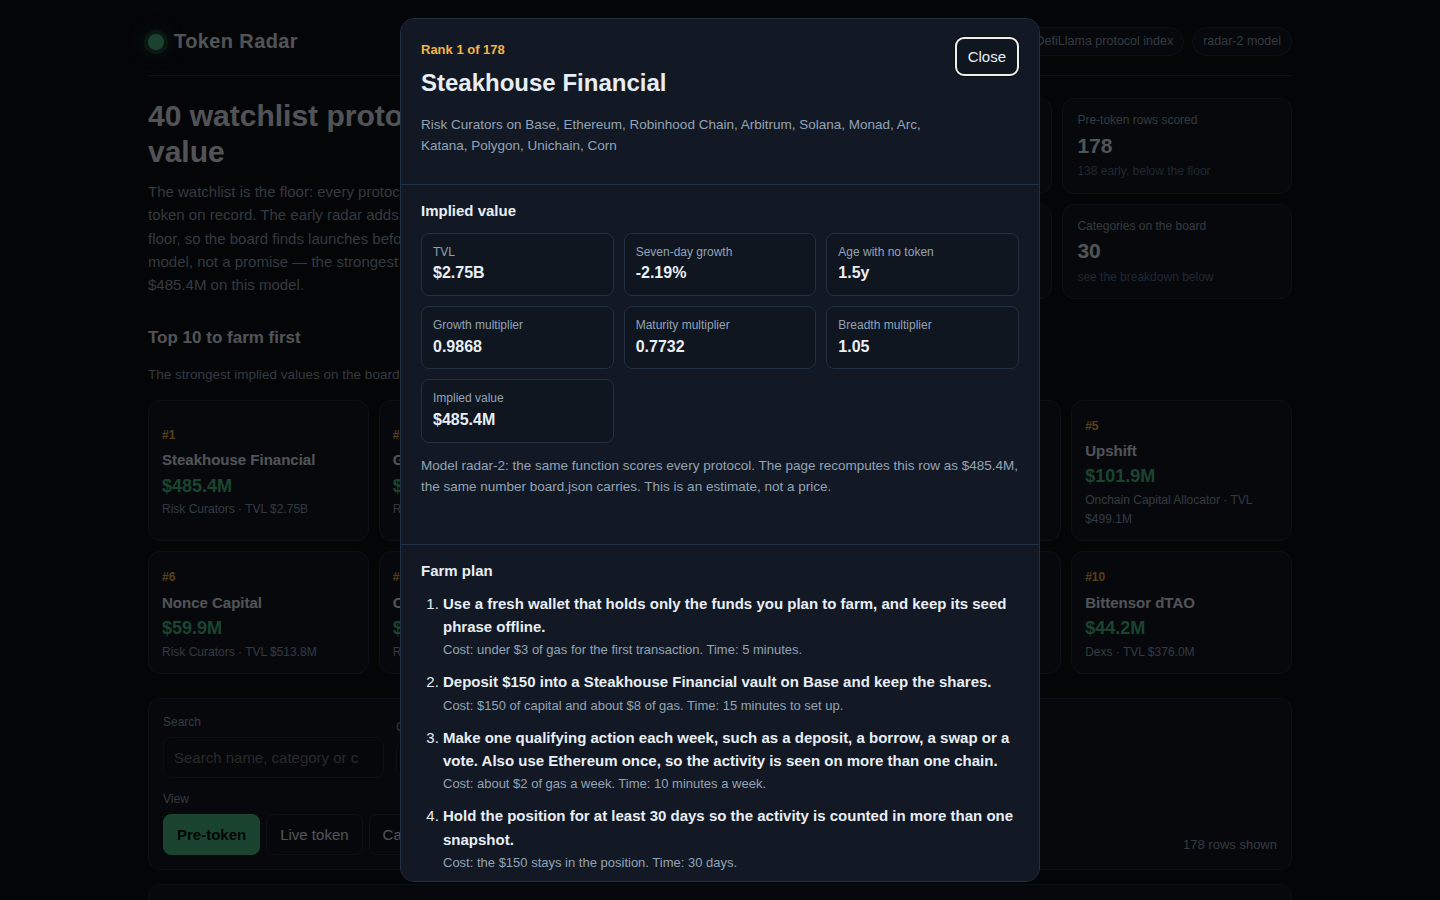 Token Radar
DefiLlama protocol index
radar-2 model
40 watchlist proto
value
The watchlist is the floor: every protoc
token on record. The early radar adds
floor, so the board finds launches befo
model, not a promise — the strongest
$485.4M on this model.
Pre-token rows scored
178
138 early, below the floor
Categories on the board
30
see the breakdown below
Top 10 to farm first
The strongest implied values on the board
#1
Steakhouse Financial
$485.4M
Risk Curators · TVL $2.75B
#5
Upshift
$101.9M
Onchain Capital Allocator · TVL
$499.1M
#6
Nonce Capital
$59.9M
Risk Curators · TVL $513.8M
#10
Bittensor dTAO
$44.2M
Dexs · TVL $376.0M
Search
Search name, category or c
View
Pre-token
Live token
Ca
178 rows shown
Rank 1 of 178
Close
Steakhouse Financial
Risk Curators on Base, Ethereum, Robinhood Chain, Arbitrum, Solana, Monad, Arc,
Katana, Polygon, Unichain, Corn
Implied value
TVL
$2.75B
Seven-day growth
-2.19%
Age with no token
1.5y
Growth multiplier
0.9868
Maturity multiplier
0.7732
Breadth multiplier
1.05
Implied value
$485.4M
Model radar-2: the same function scores every protocol. The page recomputes this row as $485.4M,
the same number board.json carries. This is an estimate, not a price.
Farm plan
1. Use a fresh wallet that holds only the funds you plan to farm, and keep its seed
phrase offline.
Cost: under $3 of gas for the first transaction. Time: 5 minutes.
2. Deposit $150 into a Steakhouse Financial vault on Base and keep the shares.
Cost: $150 of capital and about $8 of gas. Time: 15 minutes to set up.
3. Make one qualifying action each week, such as a deposit, a borrow, a swap or a
vote. Also use Ethereum once, so the activity is seen on more than one chain.
Cost: about $2 of gas a week. Time: 10 minutes a week.
4. Hold the position for at least 30 days so the activity is counted in more than one
snapshot.
Cost: the $150 stays in the position. Time: 30 days.